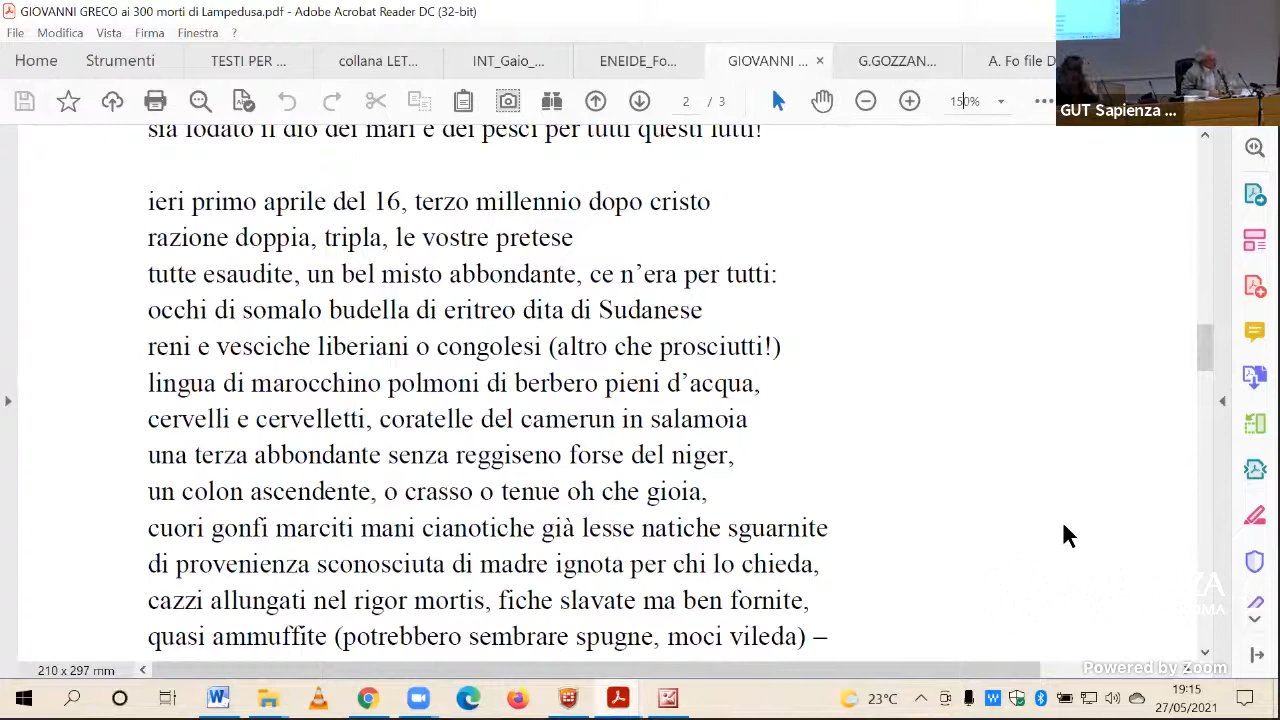 GIOVANNI GRECO ai 300 morti di Lampedusa.pdf - Adobe Acrobat Reader DC (32-bit)
File Modifica Vista Firma Finestra ?
Home Strumenti TESTI PER ... collana LET... INT_Gaio_... ENEIDE_Fo... GIOVANNI ... × G.GOZZAN... A. Fo file D
2 / 3 150%
GUT Sapienza ...
sia lodato il dio dei mari e dei pesci per tutti questi lutti!
ieri primo aprile del 16, terzo millennio dopo cristo
razione doppia, tripla, le vostre pretese
tutte esaudite, un bel misto abbondante, ce n’era per tutti:
occhi di somalo budella di eritreo dita di Sudanese
reni e vesciche liberiani o congolesi (altro che prosciutti!)
lingua di marocchino polmoni di berbero pieni d’acqua,
cervelli e cervelletti, coratelle del camerun in salamoia
una terza abbondante senza reggiseno forse del niger,
un colon ascendente, o crasso o tenue oh che gioia,
cuori gonfi marciti mani cianotiche già lesse natiche sguarnite
di provenienza sconosciuta di madre ignota per chi lo chieda,
cazzi allungati nel rigor mortis, fiche slavate ma ben fornite,
quasi ammuffite (potrebbero sembrare spugne, moci vileda) –
210 x 297 mm
Powered by Zoom
23°C
19:15
27/05/2021